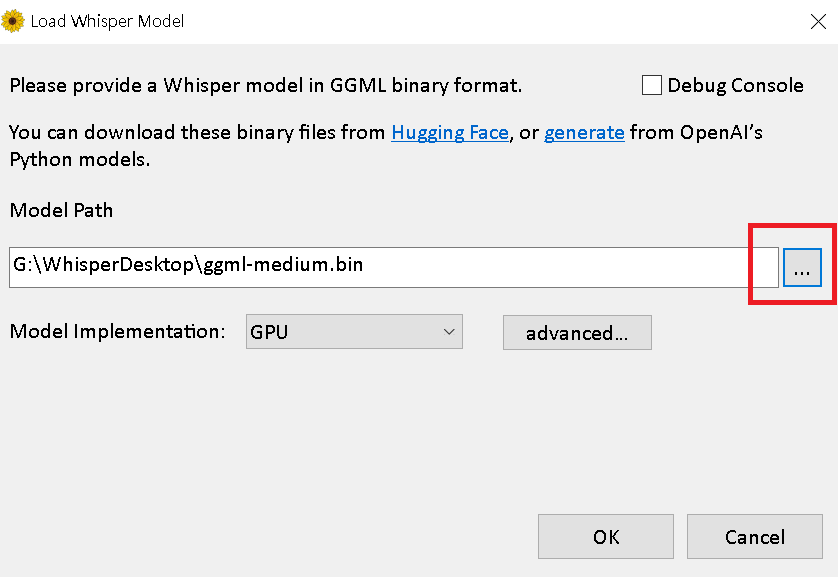 Load Whisper Model
Please provide a Whisper model in GGML binary format.
Debug Console
You can download these binary files from Hugging Face, or generate from OpenAI's
Python models.
Model Path
G:\WhisperDesktop\ggml-medium.bin
...
Model Implementation:
GPU
advanced...
OK
Cancel